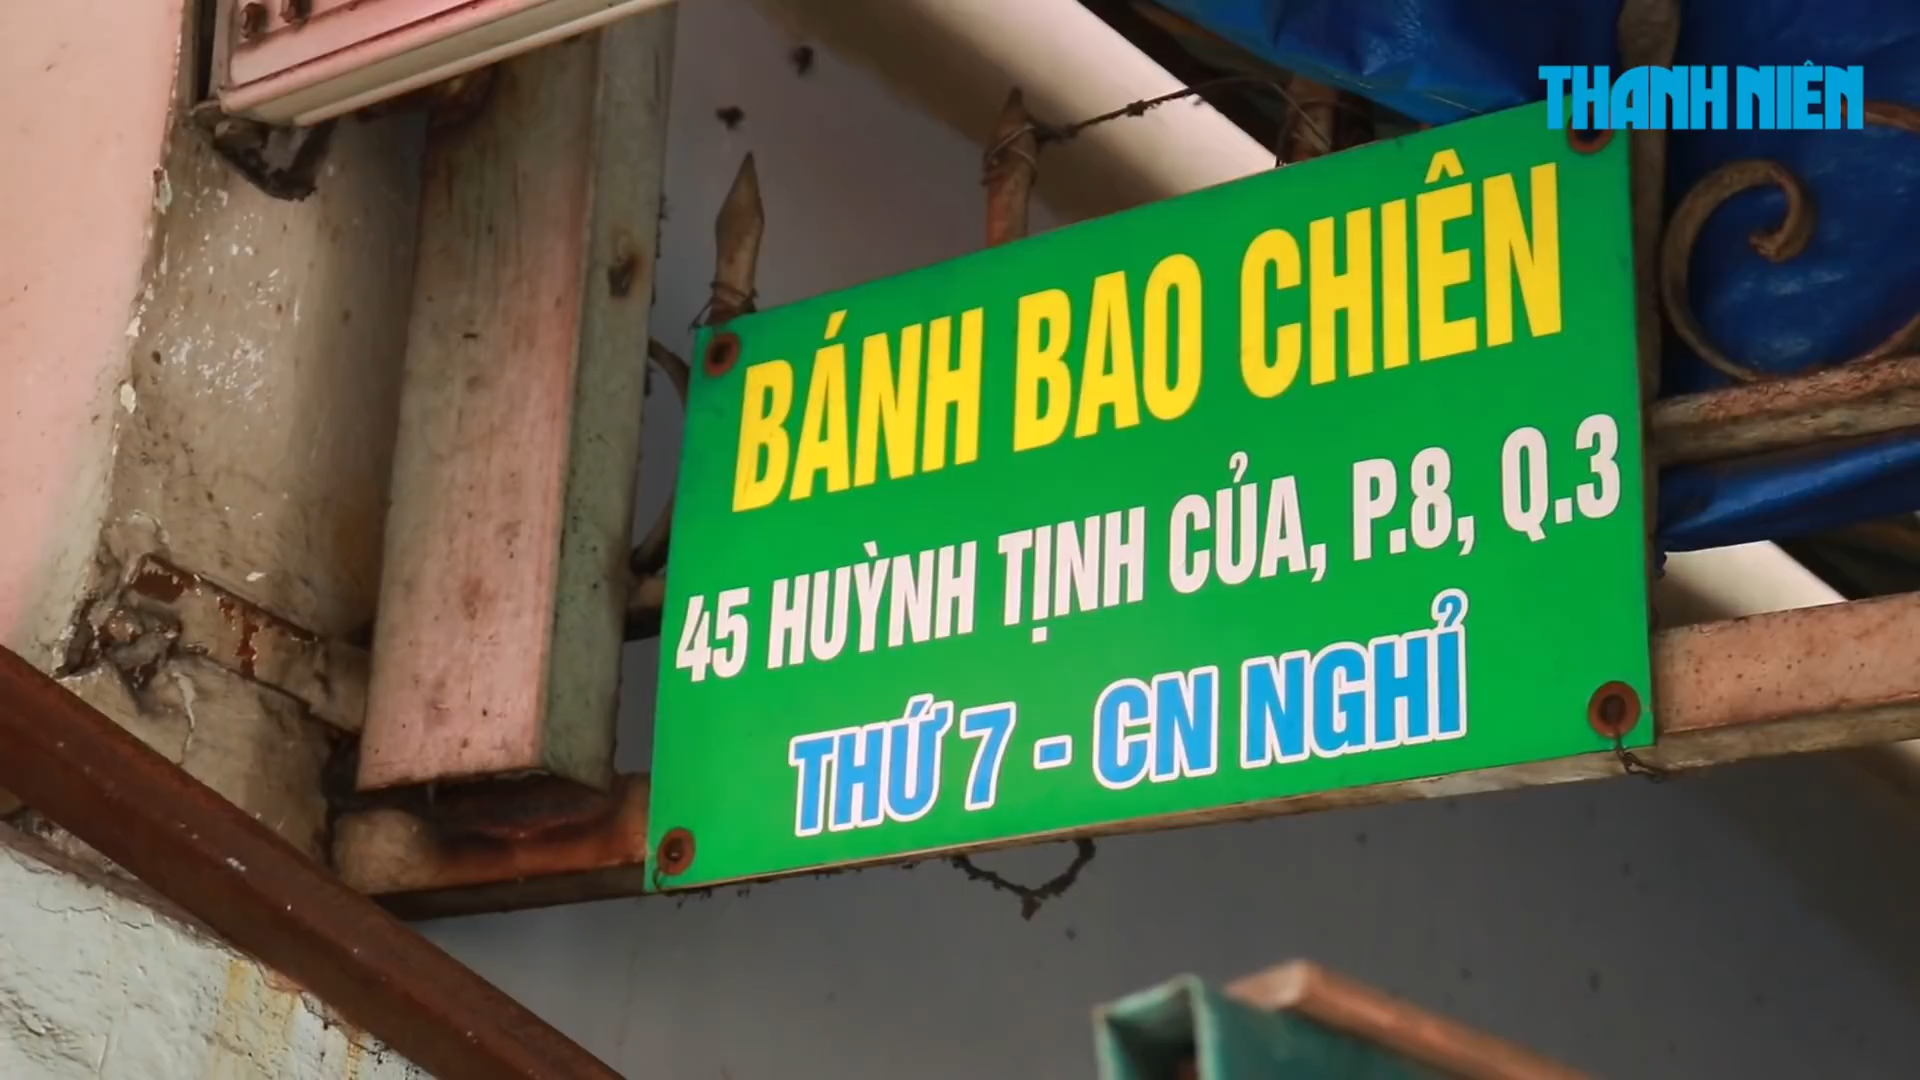 THANH NIÊN
BÁNH BAO CHIÊN
45 HUỲNH TỊNH CỦA, P.8, Q.3
THỨ 7 - CN NGHỈ